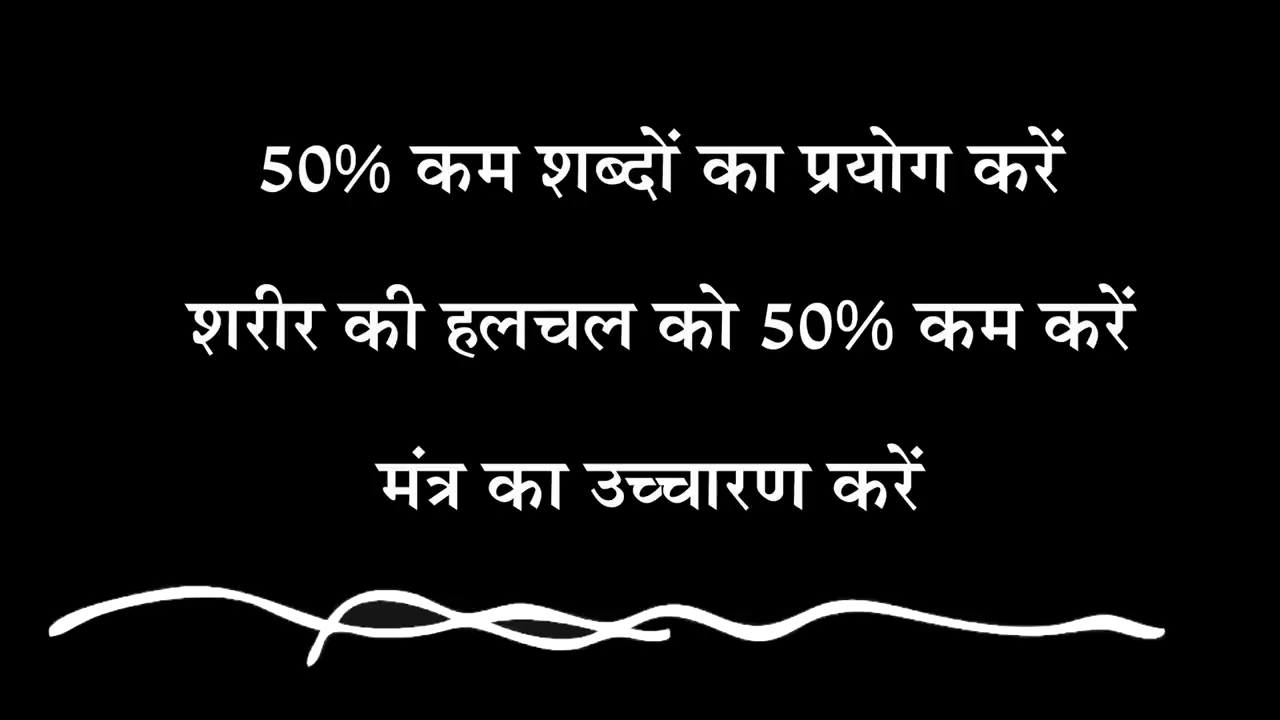 50% कम शब्दों का प्रयोग करें
शरीर की हलचल को 50% कम करें
मंत्र का उच्चारण करें